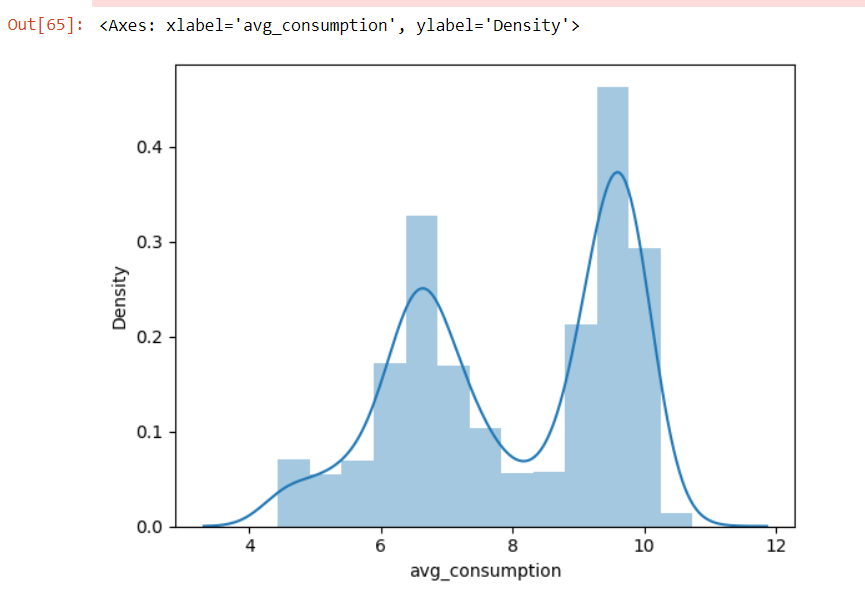 Out[65]: <Axes: xlabel='avg_consumption', ylabel='Density'>
0.4
0.3
0.2
0.1
0.0
Density
4 6 8 10 12
avg_consumption